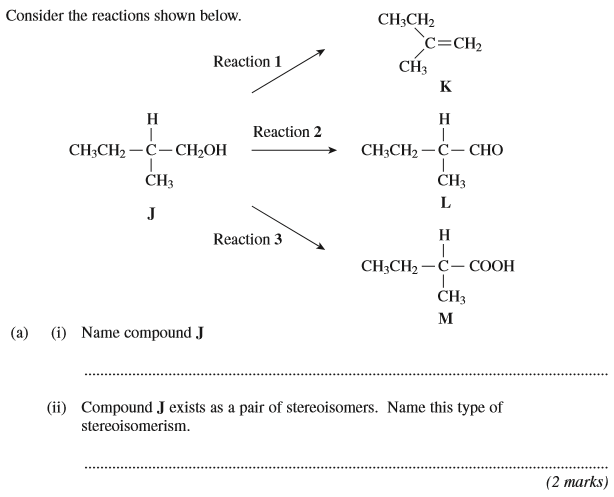 Consider the reactions shown below.
CH3CH2
C=CH2
CH3
K
Reaction 1
H
CH3CH2 – C – CH2OH
CH3
J
Reaction 2
H
CH3CH2 – C – CHO
CH3
L
Reaction 3
H
CH3CH2 – C – COOH
CH3
M
(a) (i) Name compound J
(ii) Compound J exists as a pair of stereoisomers. Name this type of
stereoisomerism.
(2 marks)